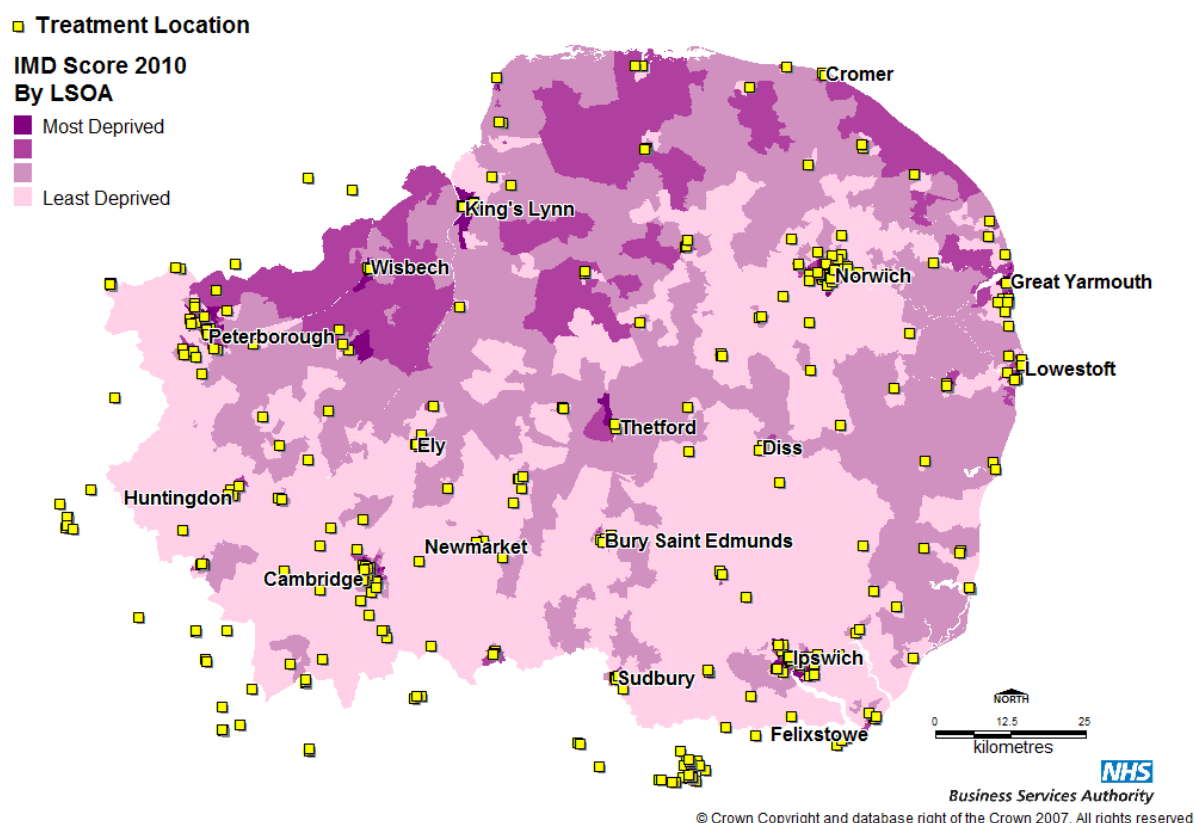 Treatment Location
IMD Score 2010
By LSOA
Most Deprived
Least Deprived
Cromer
King's Lynn
Wisbech
Norwich
Great Yarmouth
Peterborough
Lowestoft
Thetford
Ely
Diss
Huntingdon
Newmarket
Bury Saint Edmunds
Cambridge
Ipswich
Sudbury
Felixstowe
NORTH
0 12.5 25
kilometres
NHS
Business Services Authority
© Crown Copyright and database right of the Crown 2007. All rights reserved